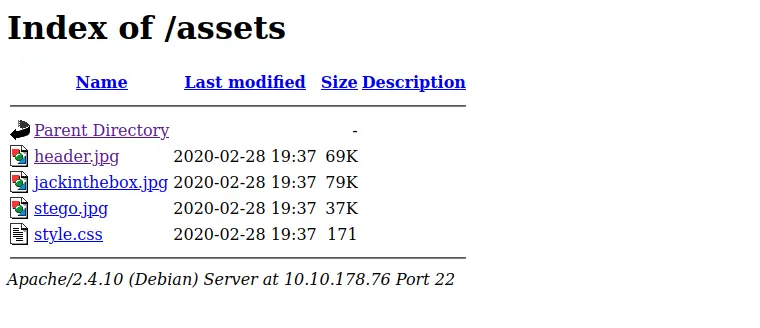 Index of /assets
Name Last modified Size Description
Parent Directory -
header.jpg 2020-02-28 19:37 69K
jackinthebox.jpg 2020-02-28 19:37 79K
stego.jpg 2020-02-28 19:37 37K
style.css 2020-02-28 19:37 171
Apache/2.4.10 (Debian) Server at 10.10.178.76 Port 22